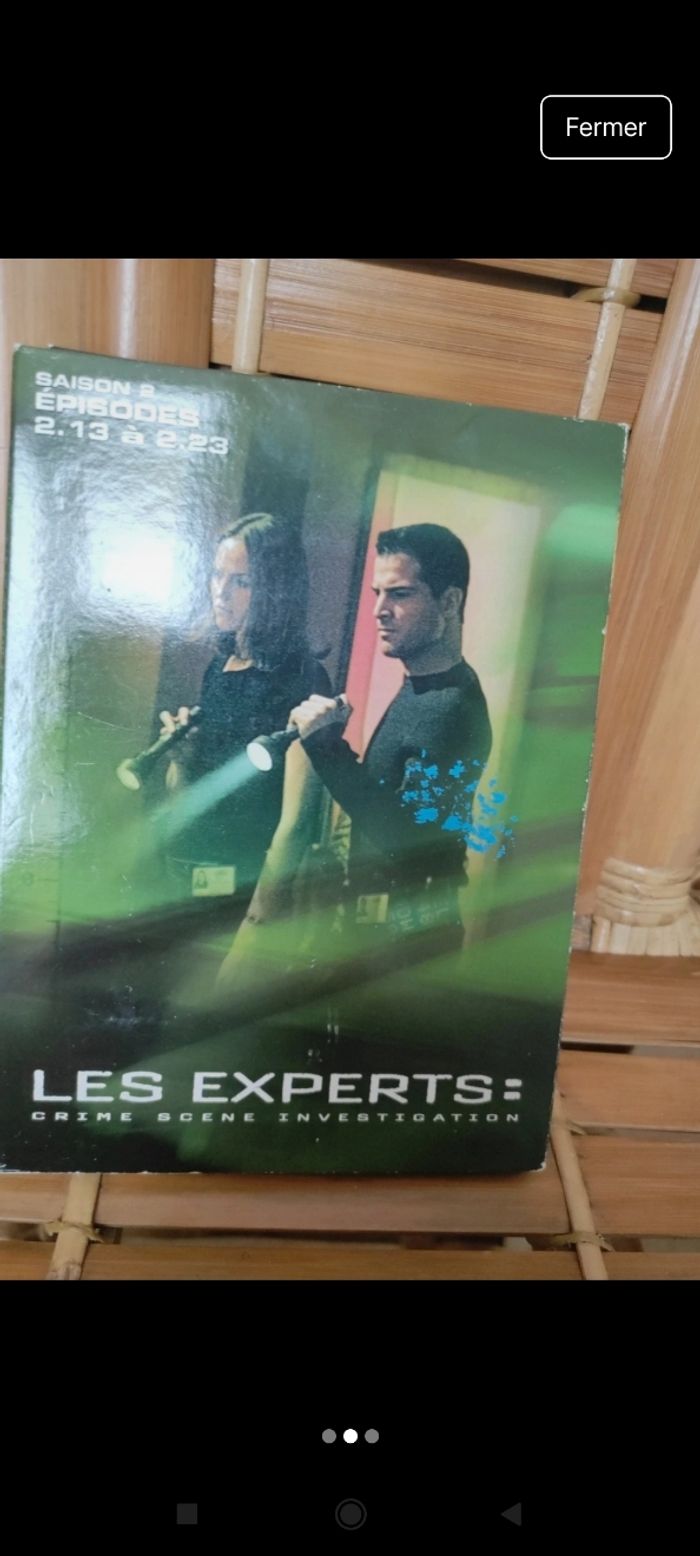 Fermer
SAISON 2
ÉPISODES
2.13 à 2.23
LES EXPERTS:
CRIME SCENE INVESTIGATION